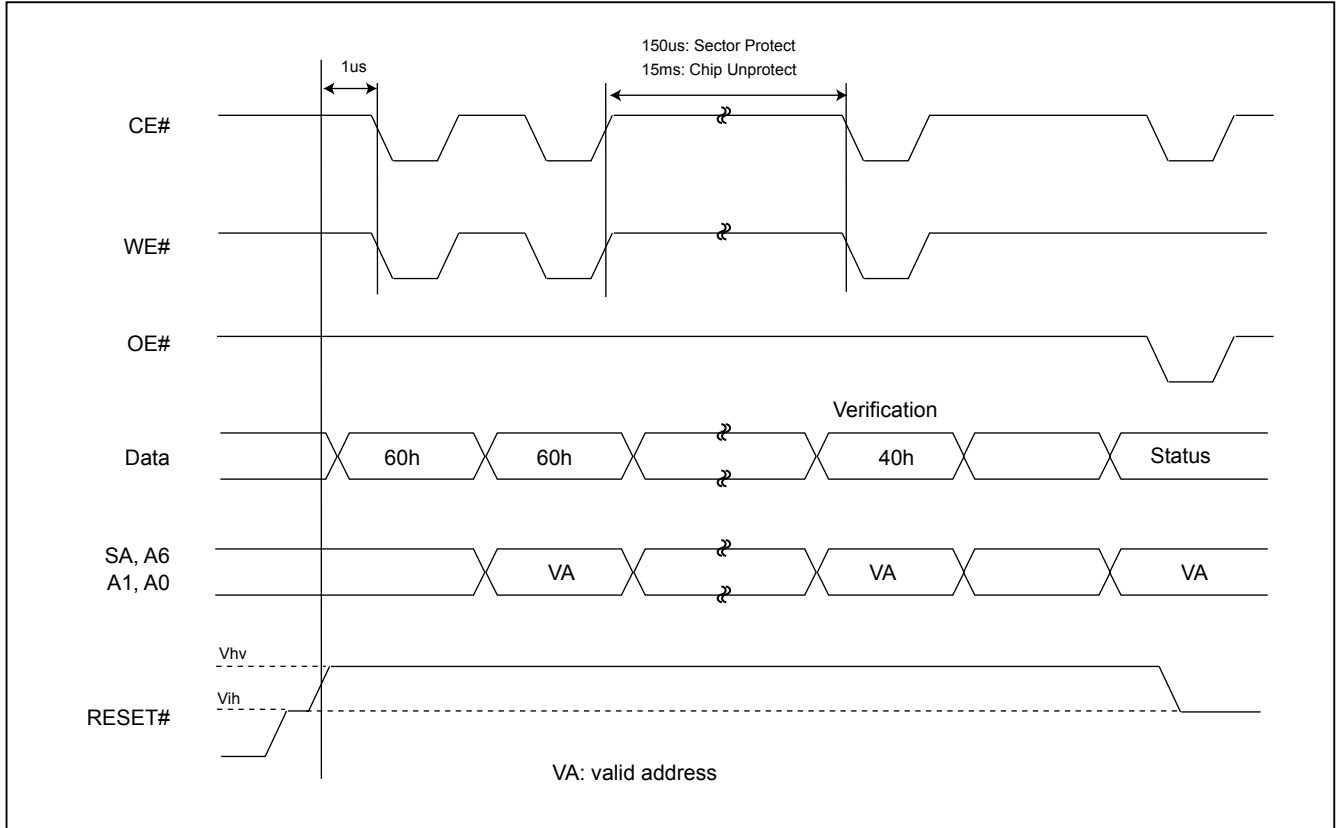 150us: Sector Protect
15ms: Chip Unprotect
1us
CE#
WE#
OE#
Verification
Data
60h
60h
40h
Status
SA, A6
A1, A0
VA
VA
VA
Vhv
Vih
RESET#
VA: valid address